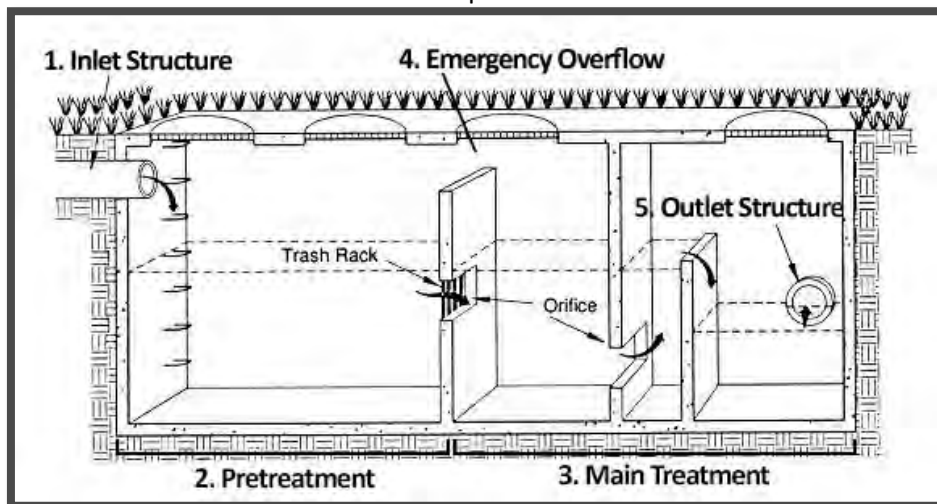 1. Inlet Structure
4. Emergency Overflow
5. Outlet Structure
Trash Rack
Orifice
2. Pretreatment
3. Main Treatment